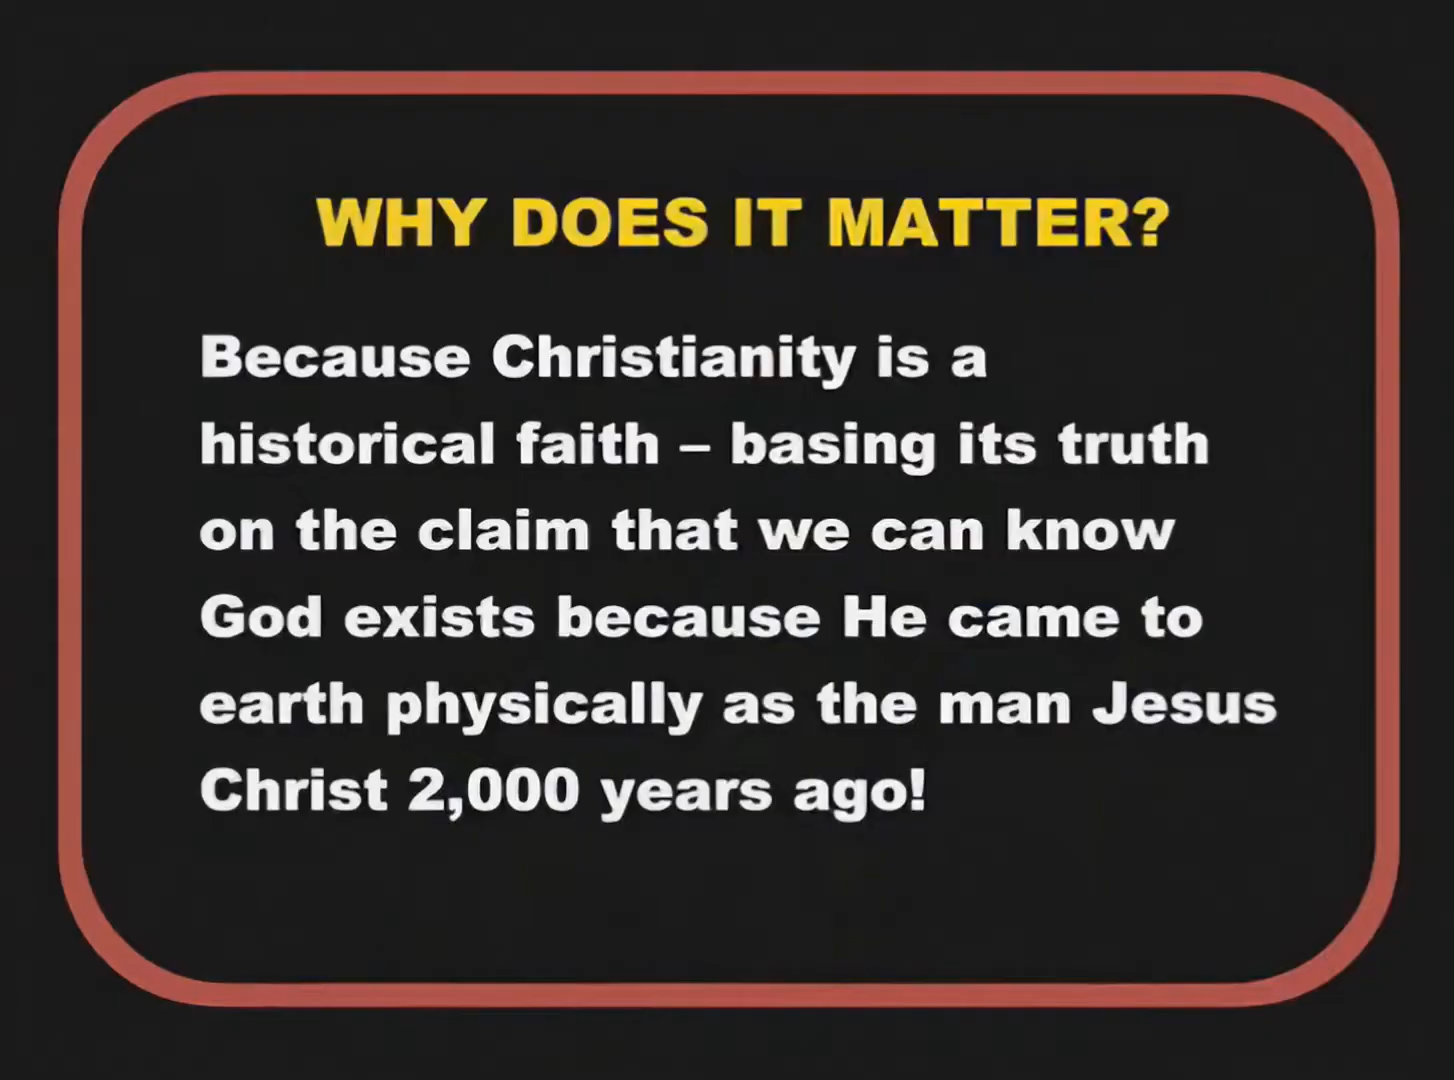 WHY DOES IT MATTER?
Because Christianity is a
historical faith – basing its truth
on the claim that we can know
God exists because He came to
earth physically as the man Jesus
Christ 2,000 years ago!